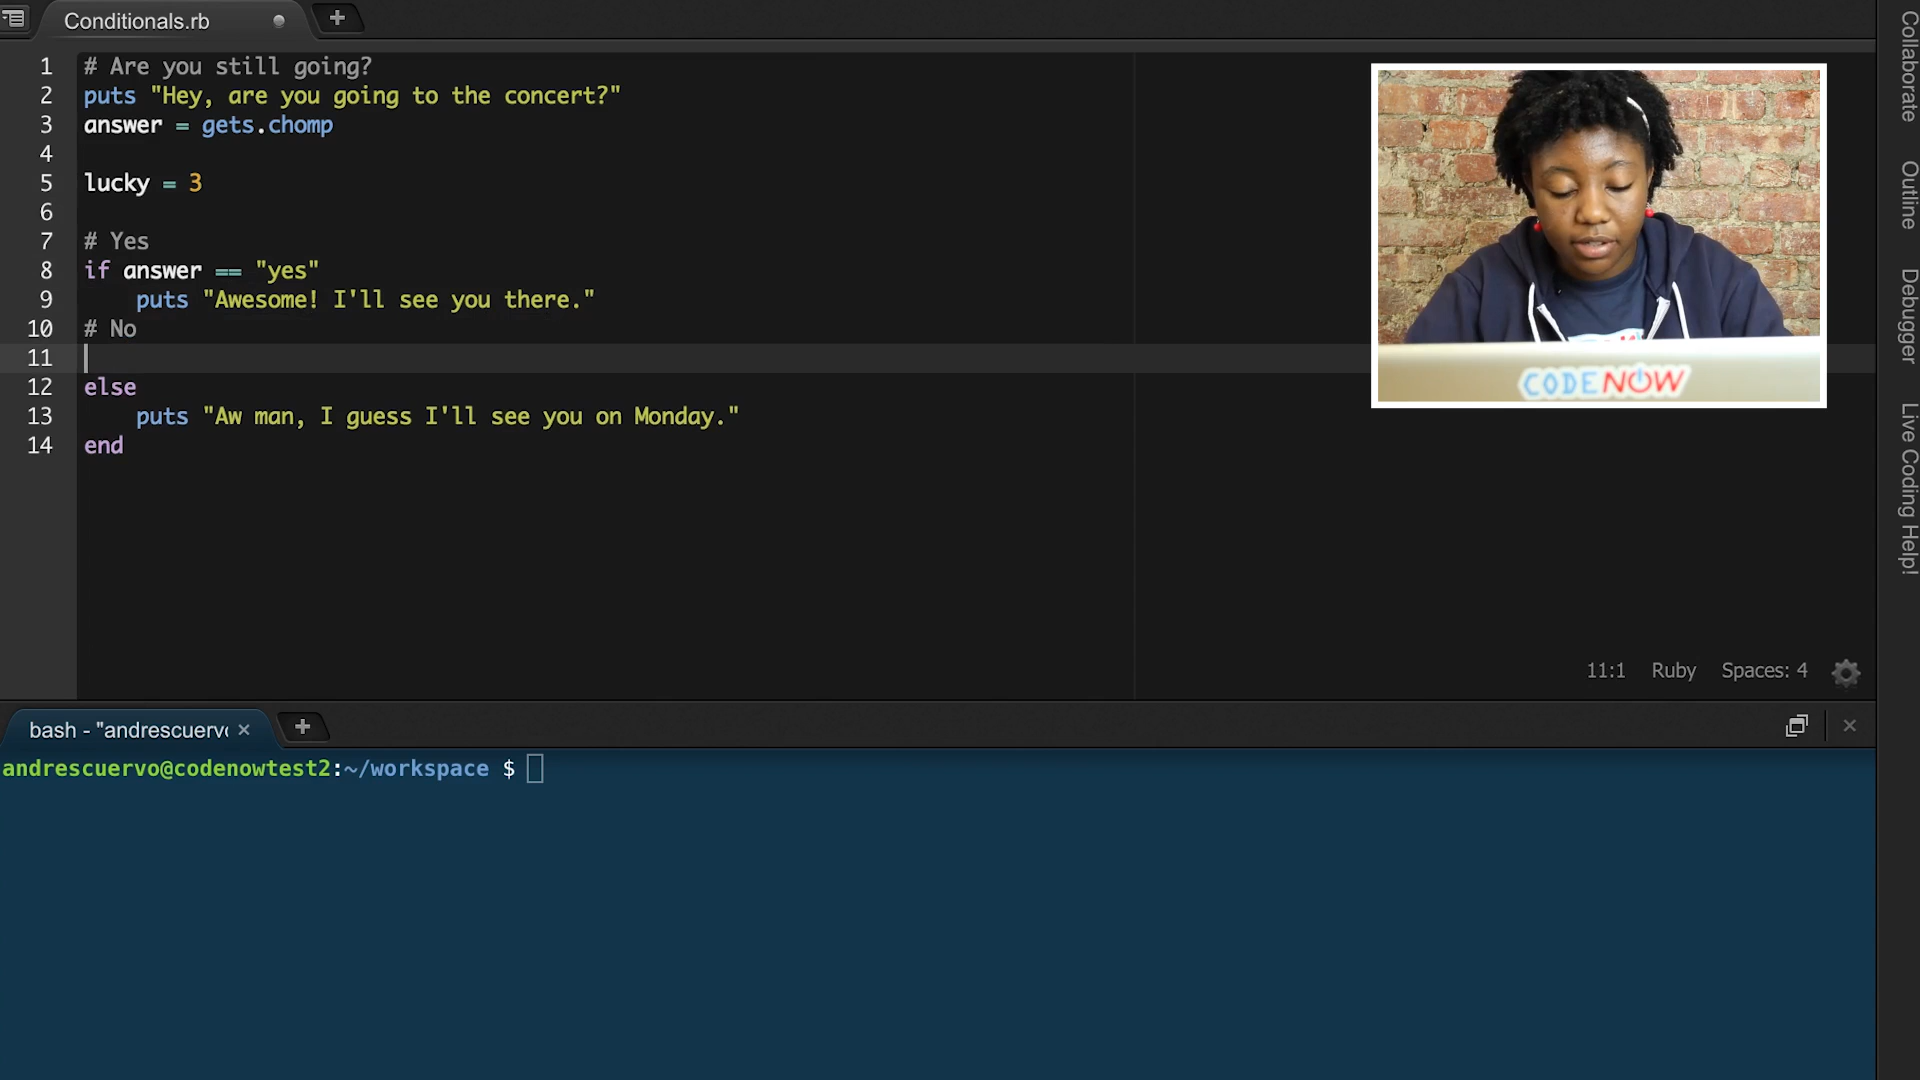 Conditionals.rb
1 # Are you still going?
2 puts "Hey, are you going to the concert?"
3 answer = gets.chomp
4
5 lucky = 3
6
7 # Yes
8 if answer == "yes"
9     puts "Awesome! I'll see you there."
10 # No
11
12 else
13     puts "Aw man, I guess I'll see you on Monday."
14 end
CODENOW
Collaborate
Outline
Debugger
Live Coding Help!
11:1 Ruby Spaces: 4
bash - "andrescuervo
andrescuervo@codenowtest2:~/workspace $